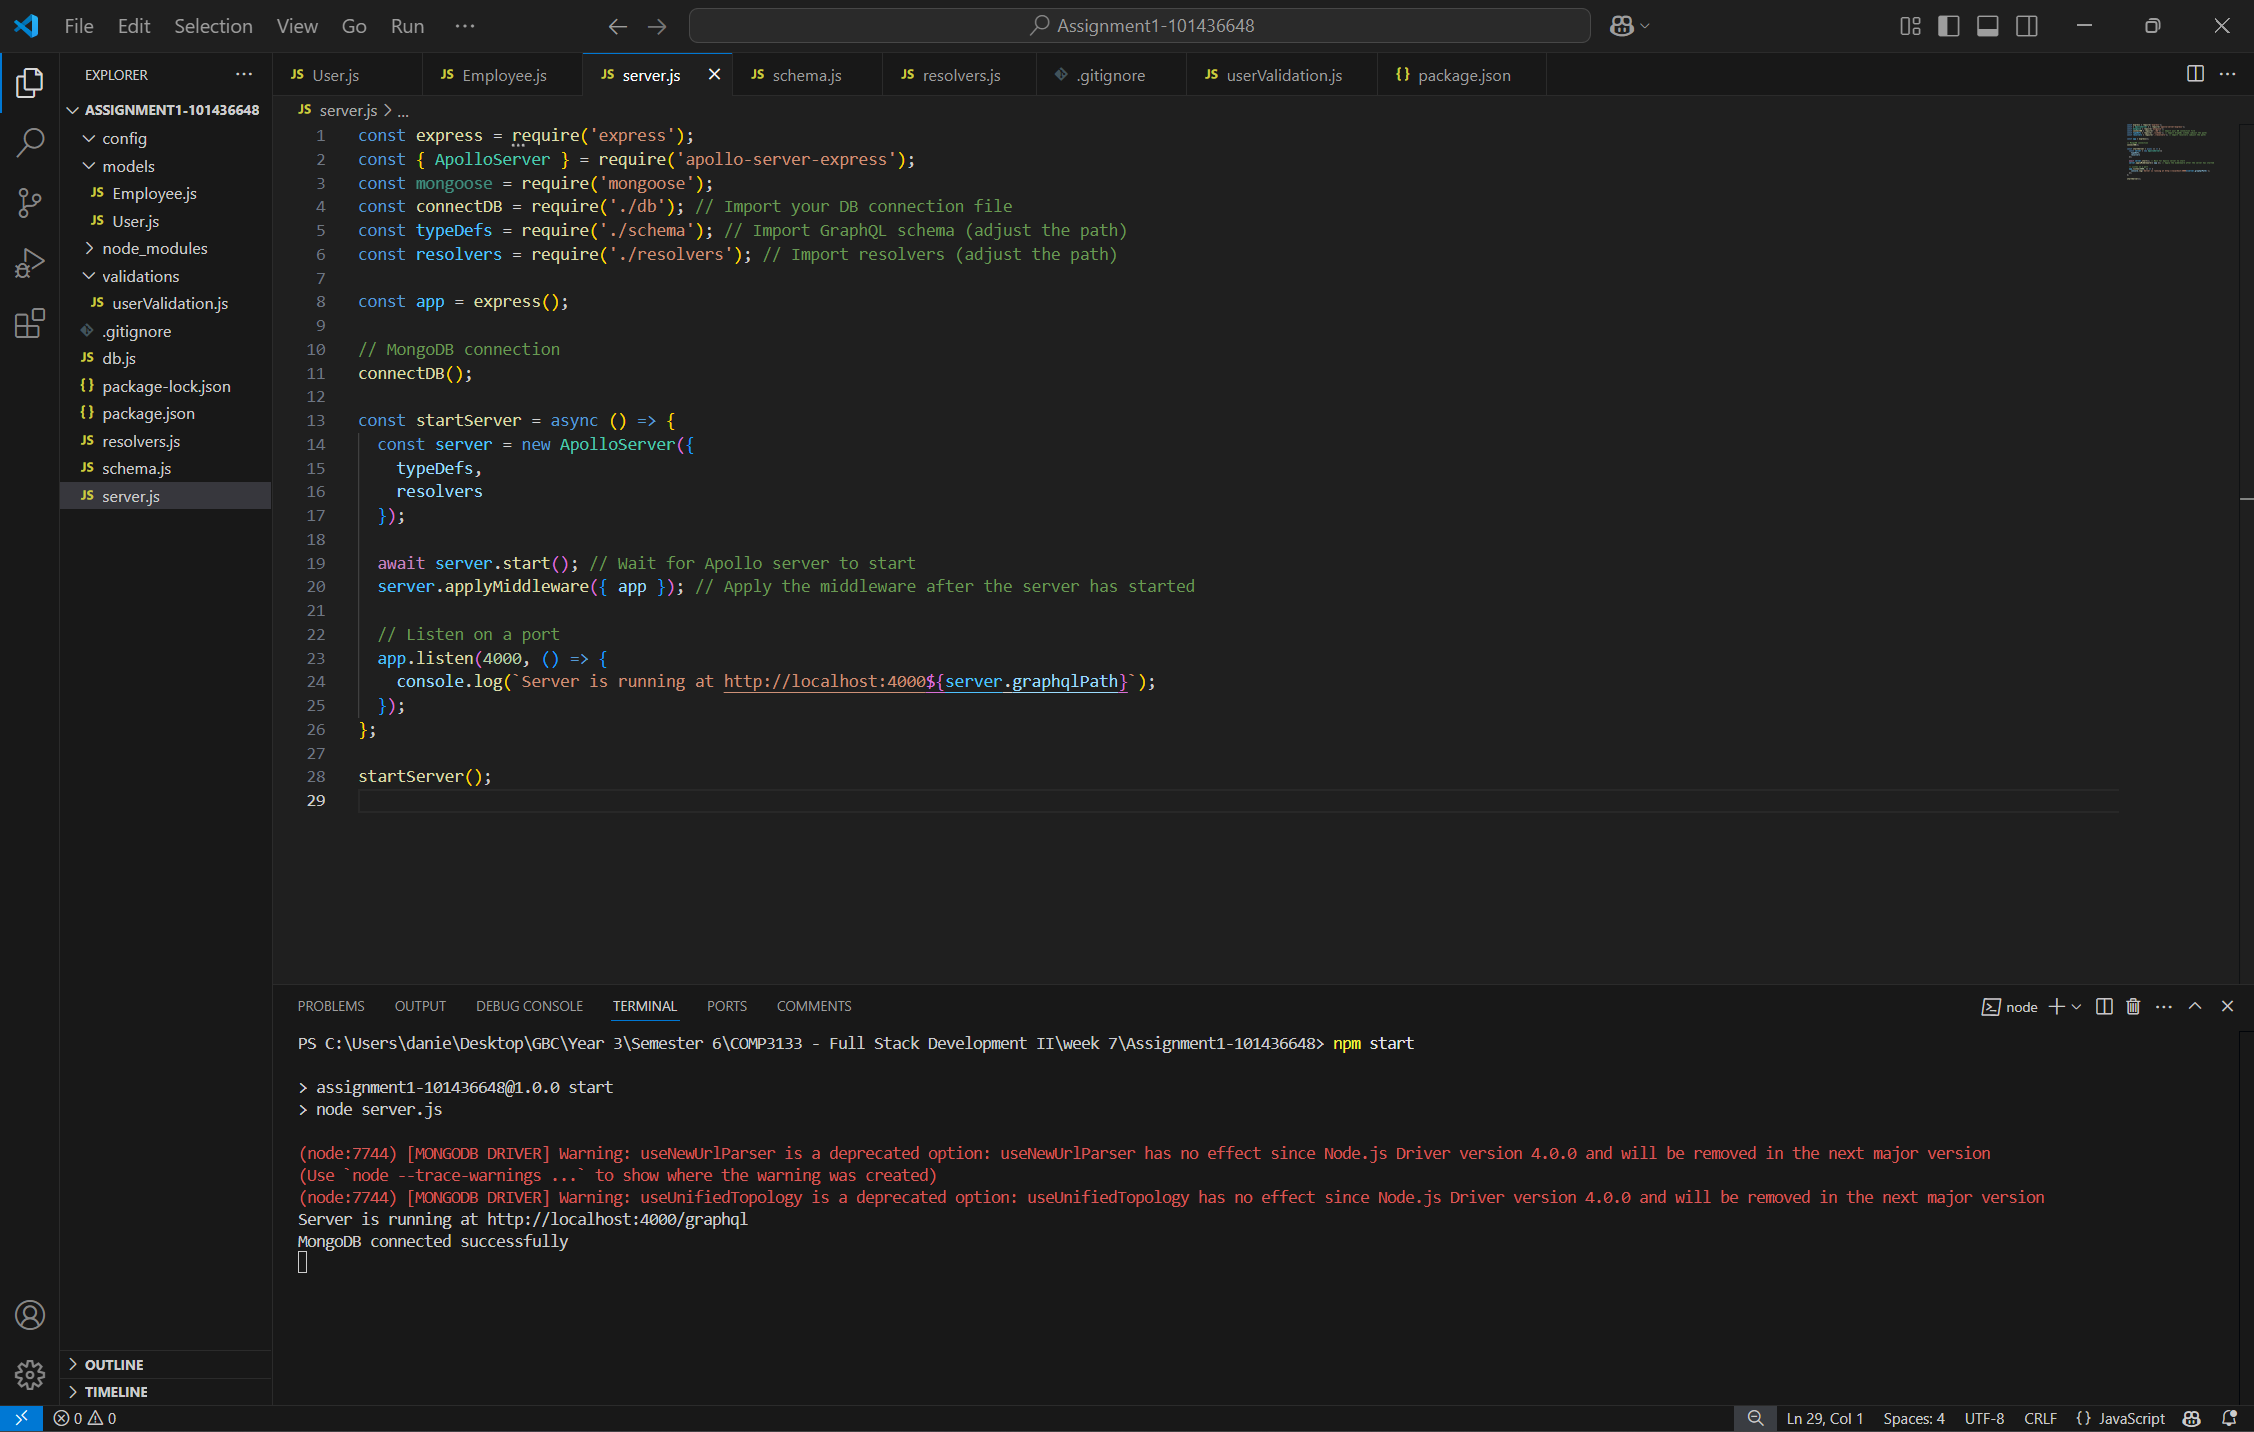 File Edit Selection View Go Run ...
Assignment1-101436648
EXPLORER ...
ASSIGNMENT1-101436648
config
models
JS Employee.js
JS User.js
node_modules
validations
JS userValidation.js
.gitignore
JS db.js
{} package-lock.json
{} package.json
JS resolvers.js
JS schema.js
JS server.js
OUTLINE
TIMELINE
JS User.js
JS Employee.js
JS server.js
JS schema.js
JS resolvers.js
.gitignore
JS userValidation.js
{} package.json
JS server.js > ...
1 const express = require('express');
2 const { ApolloServer } = require('apollo-server-express');
3 const mongoose = require('mongoose');
4 const connectDB = require('./db'); // Import your DB connection file
5 const typeDefs = require('./schema'); // Import GraphQL schema (adjust the path)
6 const resolvers = require('./resolvers'); // Import resolvers (adjust the path)
7
8 const app = express();
9
10 // MongoDB connection
11 connectDB();
12
13 const startServer = async () => {
14 const server = new ApolloServer({
15 typeDefs,
16 resolvers
17 });
18
19 await server.start(); // Wait for Apollo server to start
20 server.applyMiddleware({ app }); // Apply the middleware after the server has started
21
22 // Listen on a port
23 app.listen(4000, () => {
24 console.log(`Server is running at http://localhost:4000${server.graphqlPath}`);
25 });
26 };
27
28 startServer();
29
PROBLEMS OUTPUT DEBUG CONSOLE TERMINAL PORTS COMMENTS
node
PS C:\Users\danie\Desktop\GBC\Year 3\Semester 6\COMP3133 - Full Stack Development II\week 7\Assignment1-101436648> npm start
> assignment1-101436648@1.0.0 start
> node server.js
(node:7744) [MONGODB DRIVER] Warning: useNewUrlParser is a deprecated option: useNewUrlParser has no effect since Node.js Driver version 4.0.0 and will be removed in the next major version
(Use `node --trace-warnings ...` to show where the warning was created)
(node:7744) [MONGODB DRIVER] Warning: useUnifiedTopology is a deprecated option: useUnifiedTopology has no effect since Node.js Driver version 4.0.0 and will be removed in the next major version
Server is running at http://localhost:4000/graphql
MongoDB connected successfully
0 0
Ln 29, Col 1 Spaces: 4 UTF-8 CRLF {} JavaScript